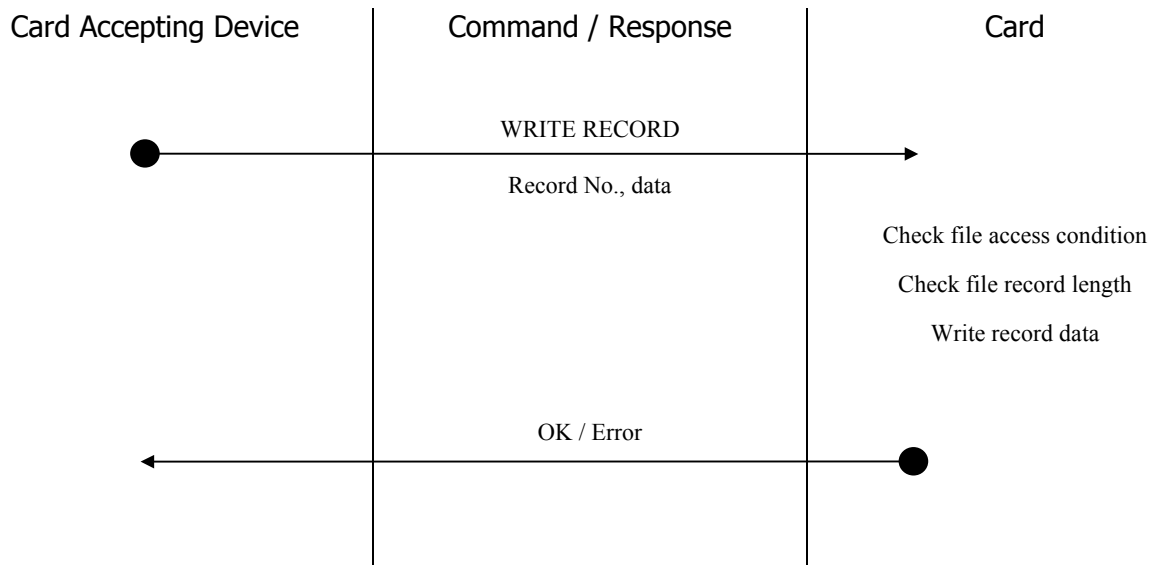 Card Accepting Device
Command / Response
Card
WRITE RECORD
Record No., data
Check file access condition
Check file record length
Write record data
OK / Error